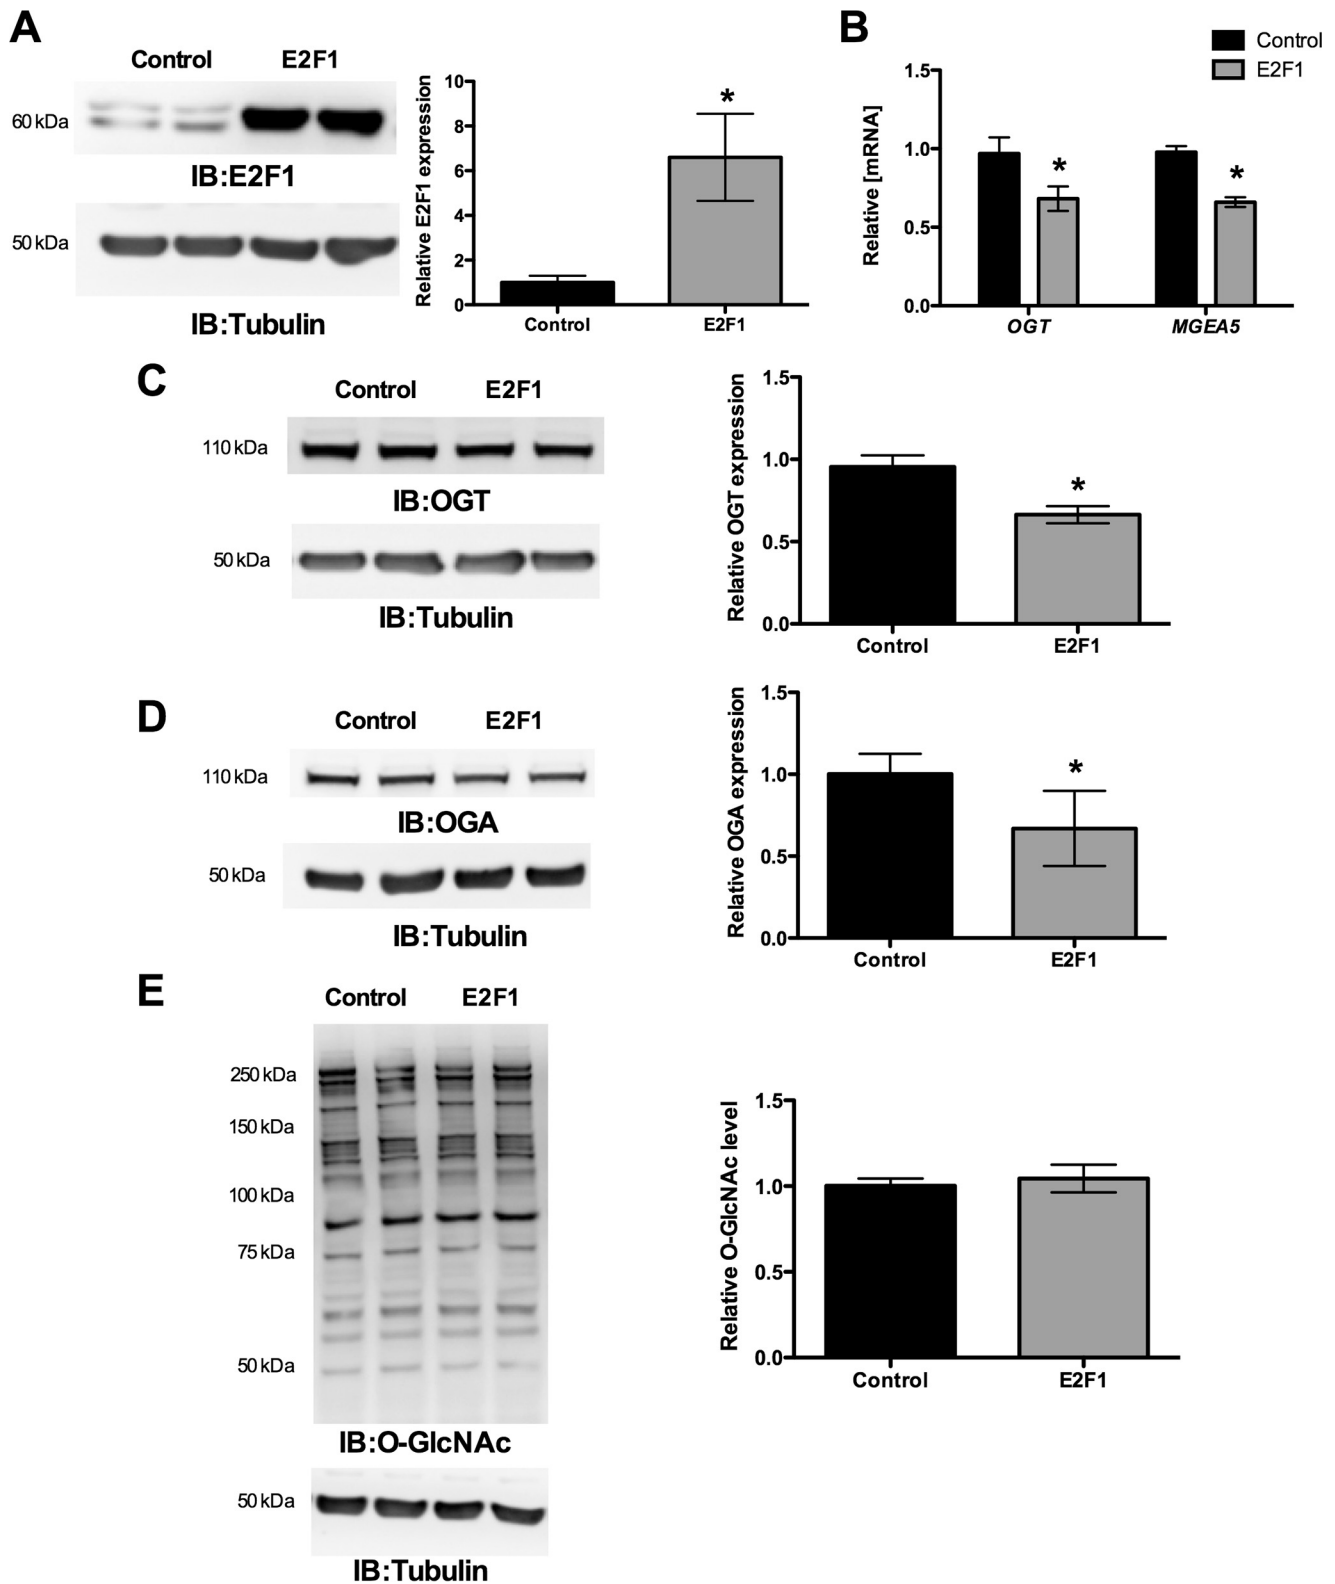 A
Control E2F1
60 kDa
IB:E2F1
50 kDa
IB:Tubulin
Relative E2F1 expression
10
8
6
4
2
0
*
Control E2F1
B
Control
E2F1
Relative [mRNA]
1.5
1.0
0.5
0.0
* *
OGT MGEA5
C
Control E2F1
110 kDa
IB:OGT
50 kDa
IB:Tubulin
Relative OGT expression
1.5
1.0
0.5
0.0
*
Control E2F1
D
Control E2F1
110 kDa
IB:OGA
50 kDa
IB:Tubulin
Relative OGA expression
1.5
1.0
0.5
0.0
*
Control E2F1
E
Control E2F1
250 kDa
150 kDa
100 kDa
75 kDa
50 kDa
IB:O-GlcNAc
50 kDa
IB:Tubulin
Relative O-GlcNAc level
1.5
1.0
0.5
0.0
Control E2F1